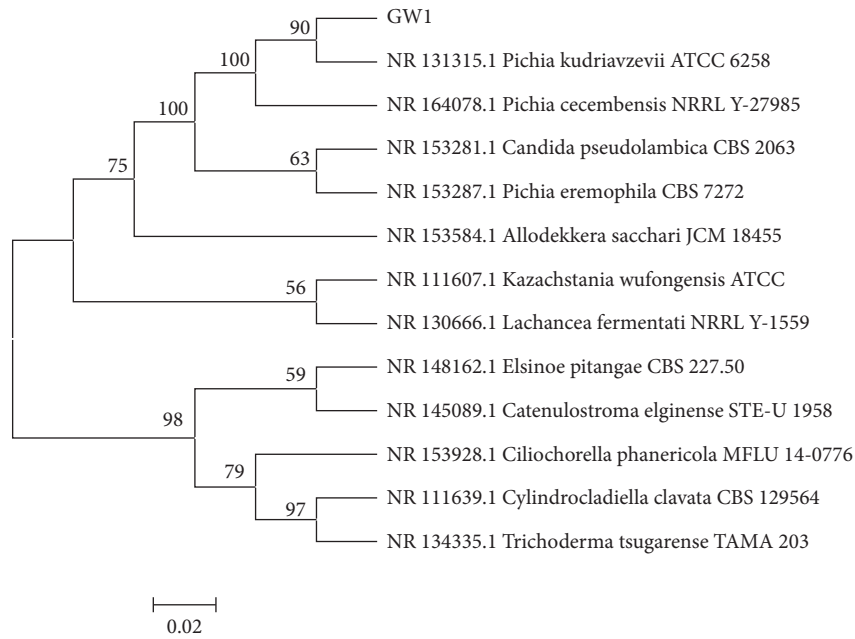 GW1
90
NR 131315.1 Pichia kudriavzevii ATCC 6258
100
NR 164078.1 Pichia cecembensis NRRL Y-27985
100
NR 153281.1 Candida pseudolambica CBS 2063
63
75
NR 153287.1 Pichia eremophila CBS 7272
NR 153584.1 Allodekkera sacchari JCM 18455
NR 111607.1 Kazachstania wufongensis ATCC
56
NR 130666.1 Lachancea fermentati NRRL Y-1559
NR 148162.1 Elsinoe pitangae CBS 227.50
59
NR 145089.1 Catenulostroma elginense STE-U 1958
98
NR 153928.1 Ciliochorella phanericola MFLU 14-0776
79
NR 111639.1 Cylindrocladiella clavata CBS 129564
97
NR 134335.1 Trichoderma tsugarense TAMA 203
0.02